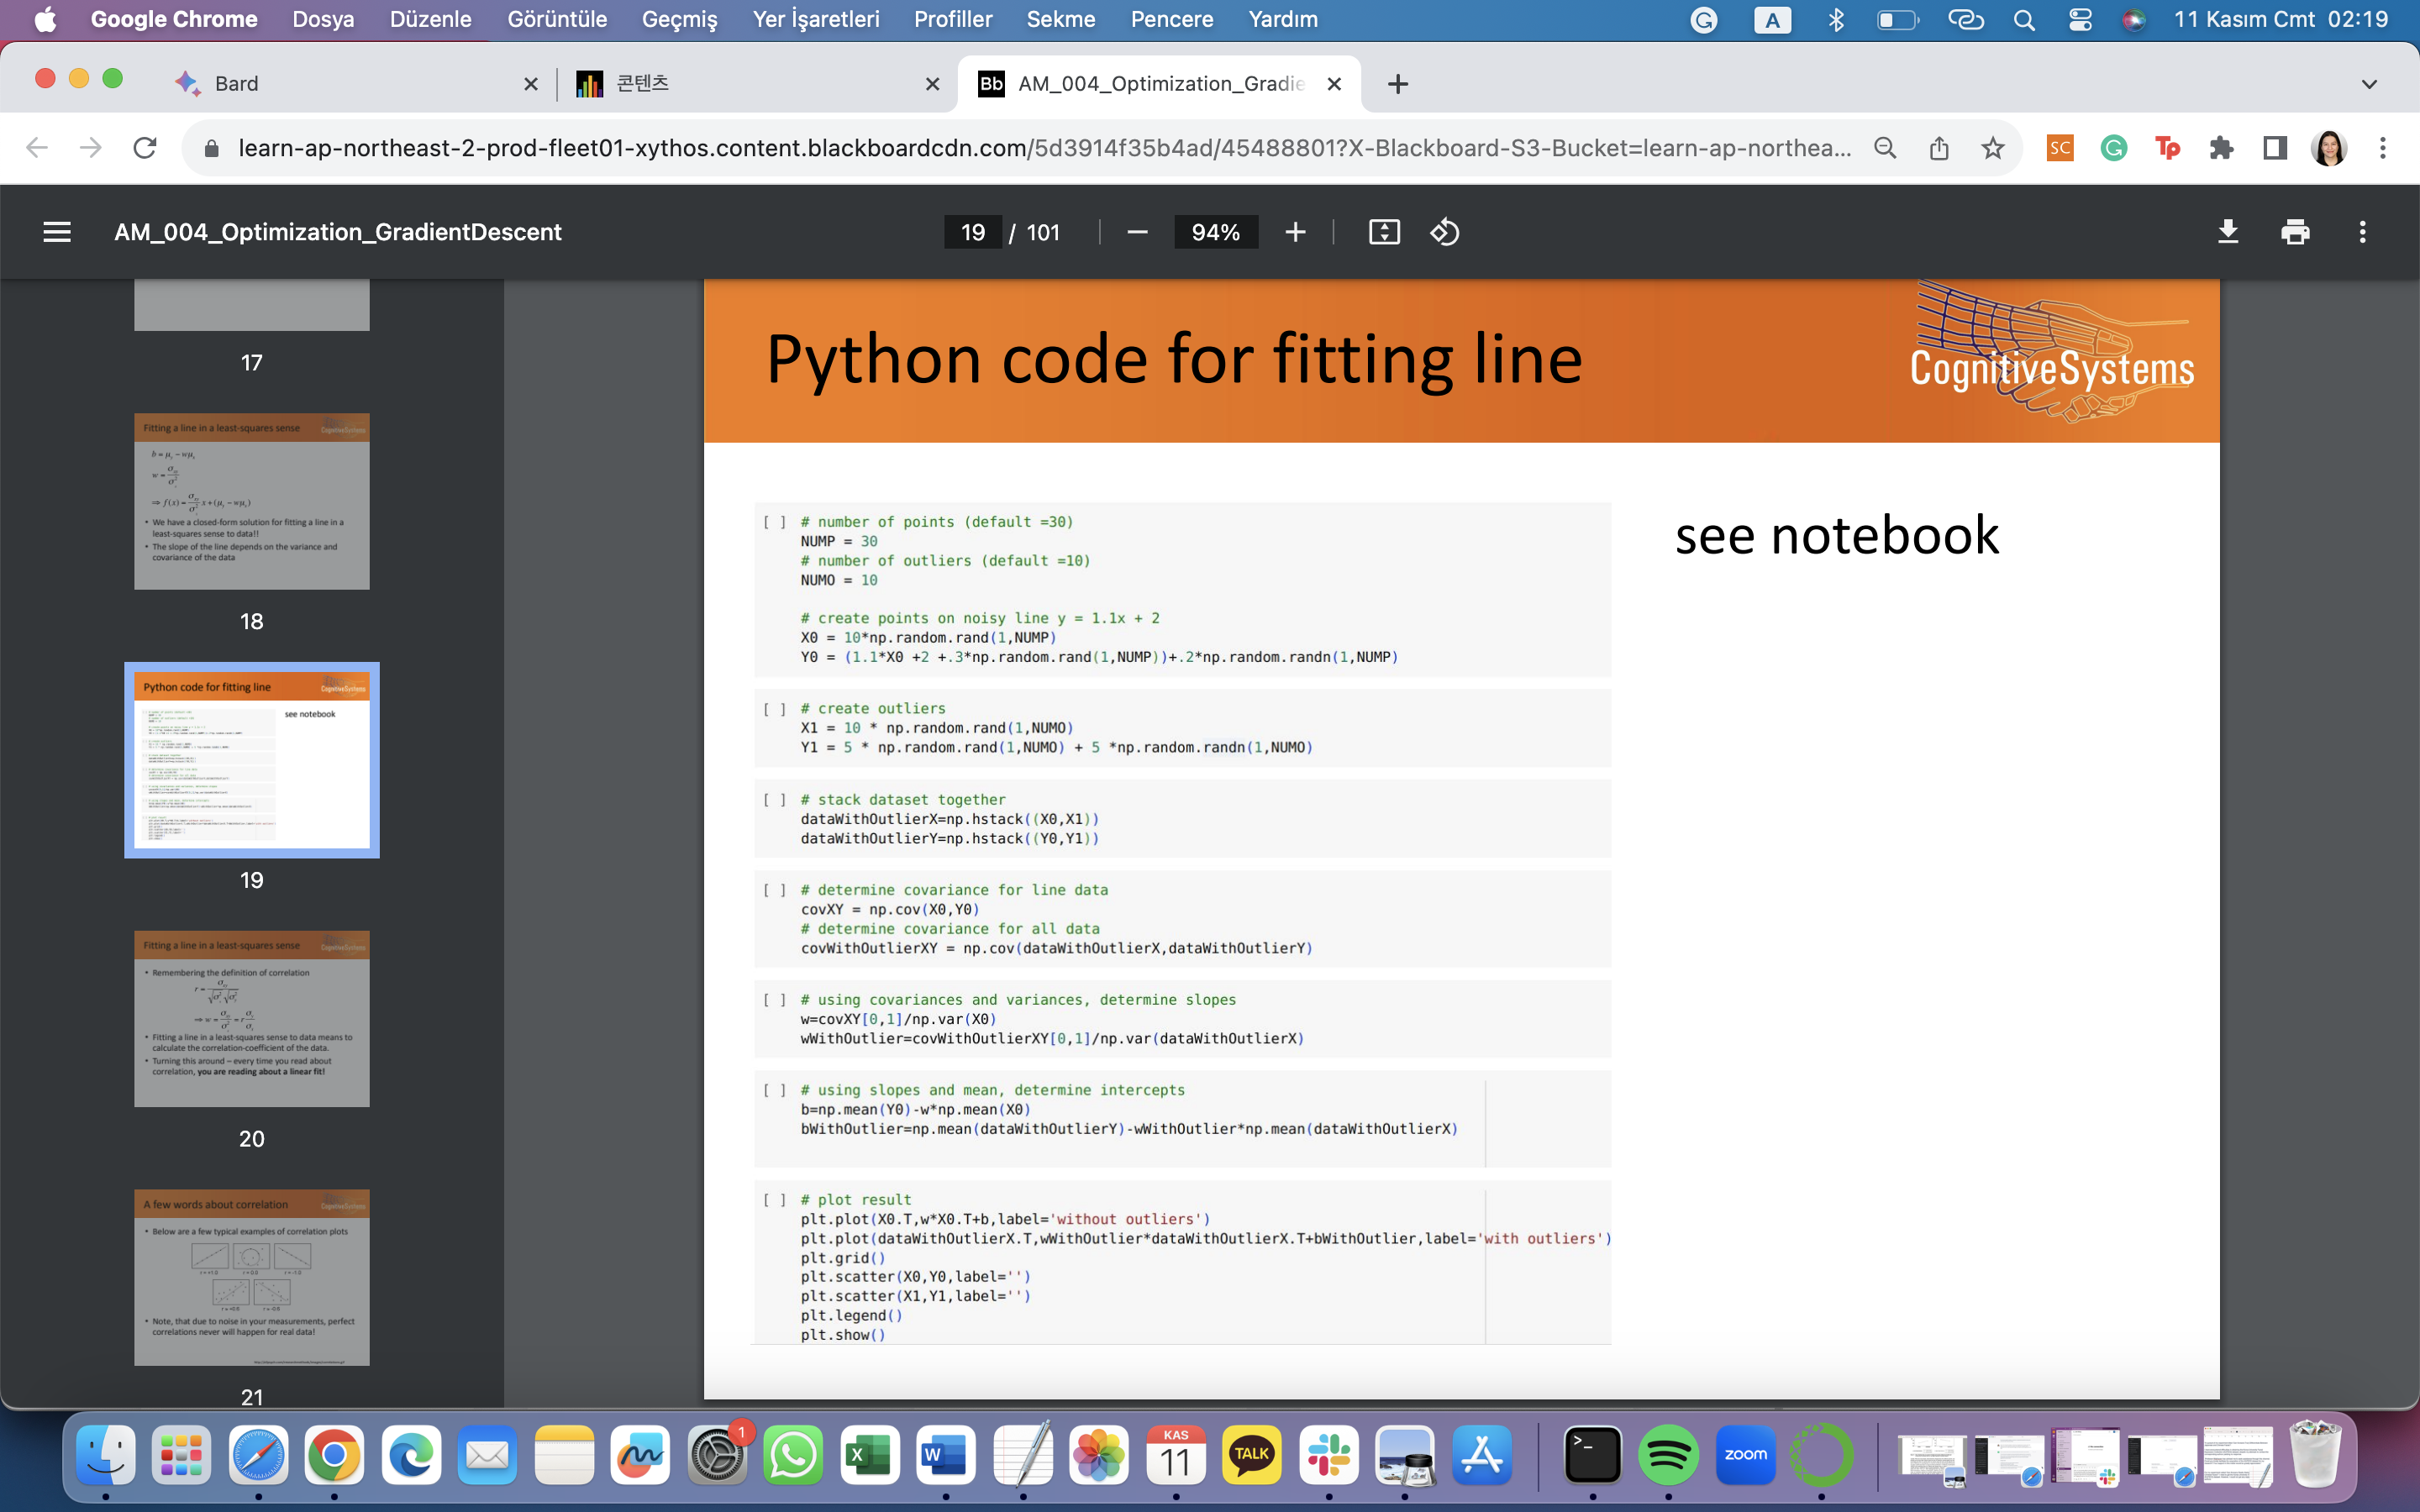 Google Chrome Dosya Düzenle Görüntüle Geçmiş Yer İşaretleri Profiller Sekme Pencere Yardım A 11 Kasım Cmt 02:19
Bard 콘텐츠 Bb AM_004_Optimization_Gradie
learn-ap-northeast-2-prod-fleet01-xythos.content.blackboardcdn.com/5d3914f35b4ad/45488801?X-Blackboard-S3-Bucket=learn-ap-northea... SC Tp
AM_004_Optimization_GradientDescent 19 / 101 94%
17
Fitting a line in a least-squares sense
• We have a closed-form solution for fitting a line in a
least-squares sense to data!!
• The slope of the line depends on the variance and
covariance of the data
18
Python code for fitting line
see notebook
19
Fitting a line in a least-squares sense
• Remembering the definition of correlation
• Fitting a line in a least-squares sense to data means to
calculate the correlation-coefficient of the data.
• Turning this around – every time you read about
correlation, you are reading about a linear fit!
20
A few words about correlation
• Below are a few typical examples of correlation plots
• Note, that due to noise in your measurements, perfect
correlations never will happen for real data!
21
Python code for fitting line
CognitiveSystems
see notebook
[ ] # number of points (default =30)
NUMP = 30
# number of outliers (default =10)
NUMO = 10
# create points on noisy line y = 1.1x + 2
X0 = 10*np.random.rand(1,NUMP)
Y0 = (1.1*X0 +2 +.3*np.random.rand(1,NUMP))+.2*np.random.randn(1,NUMP)
[ ] # create outliers
X1 = 10 * np.random.rand(1,NUMO)
Y1 = 5 * np.random.rand(1,NUMO) + 5 *np.random.randn(1,NUMO)
[ ] # stack dataset together
dataWithOutlierX=np.hstack((X0,X1))
dataWithOutlierY=np.hstack((Y0,Y1))
[ ] # determine covariance for line data
covXY = np.cov(X0,Y0)
# determine covariance for all data
covWithOutlierXY = np.cov(dataWithOutlierX,dataWithOutlierY)
[ ] # using covariances and variances, determine slopes
w=covXY[0,1]/np.var(X0)
wWithOutlier=covWithOutlierXY[0,1]/np.var(dataWithOutlierX)
[ ] # using slopes and mean, determine intercepts
b=np.mean(Y0)-w*np.mean(X0)
bWithOutlier=np.mean(dataWithOutlierY)-wWithOutlier*np.mean(dataWithOutlierX)
[ ] # plot result
plt.plot(X0.T,w*X0.T+b,label='without outliers')
plt.plot(dataWithOutlierX.T,wWithOutlier*dataWithOutlierX.T+bWithOutlier,label='with outliers')
plt.grid()
plt.scatter(X0,Y0,label='')
plt.scatter(X1,Y1,label='')
plt.legend()
plt.show()
1 KAS 11 TALK zoom